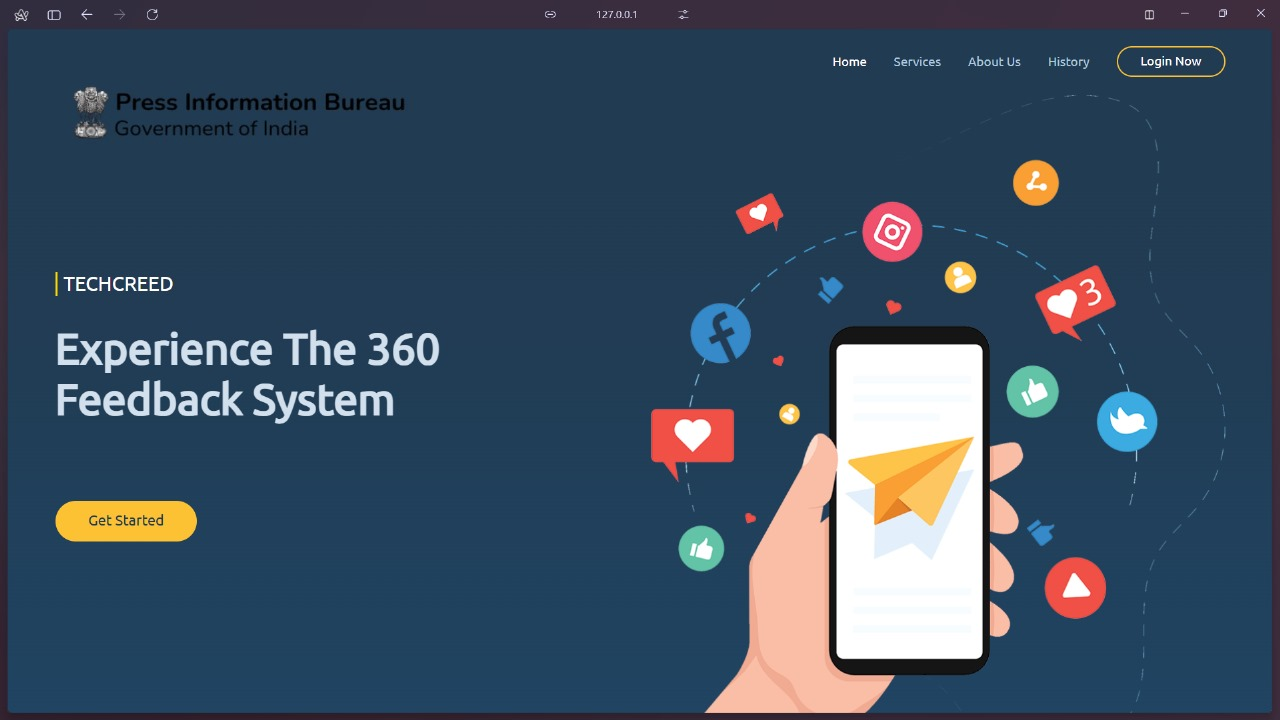 127.0.0.1
Home Services About Us History Login Now
Press Information Bureau
Government of India
TECHCREED
Experience The 360
Feedback System
Get Started
3